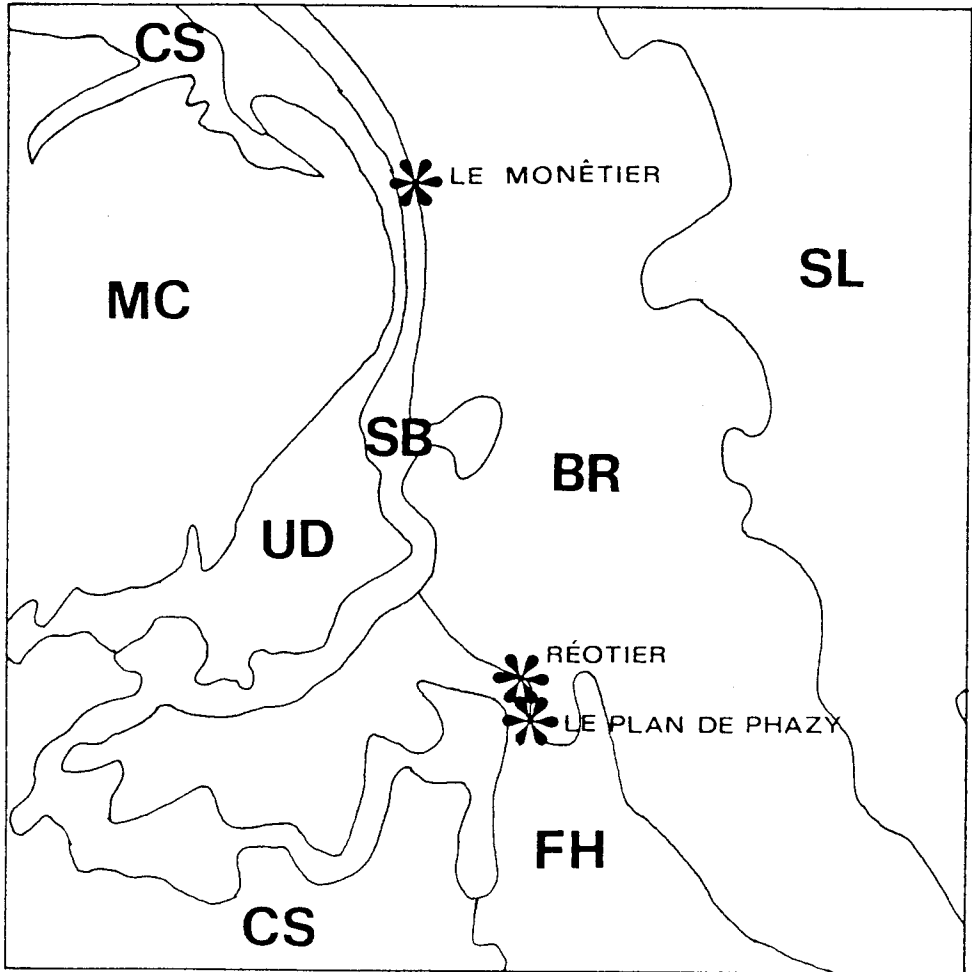 CS
LE MONÊTIER
SL
MC
SB
BR
UD
RÉOTIER
LE PLAN DE PHAZY
FH
CS